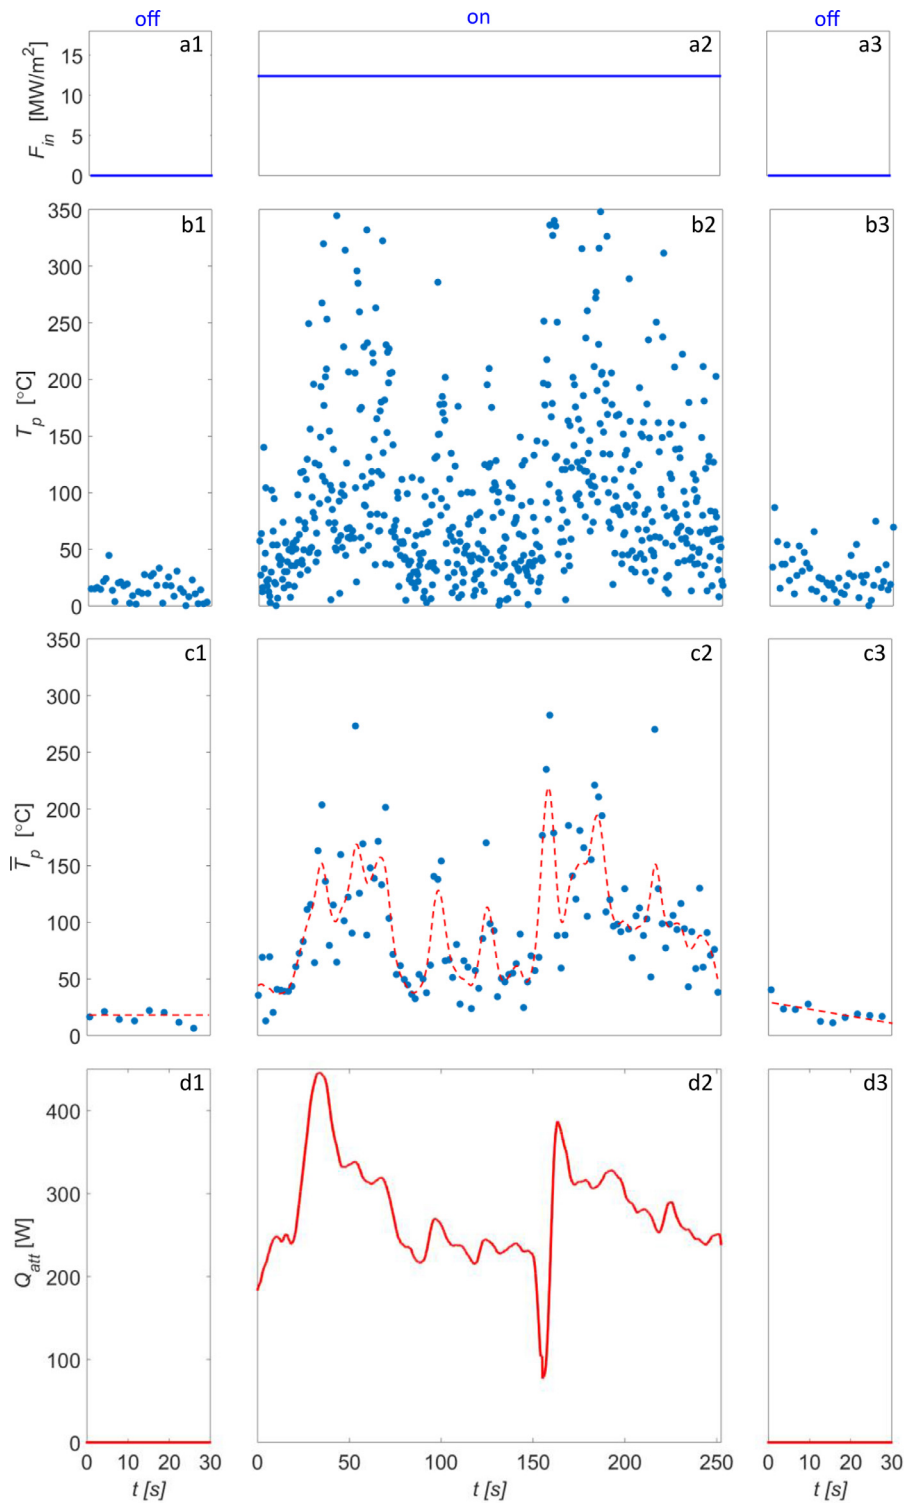 off on off
a1 a2 a3
F_in [MW/m²]
15
10
5
0
b1 b2 b3
T_p [°C]
350
300
250
200
150
100
50
0
c1 c2 c3
T̿_p [°C]
350
300
250
200
150
100
50
0
d1 d2 d3
Q_att [W]
400
300
200
100
0
0 10 20 30 0 50 100 150 200 250 0 10 20 30
t [s] t [s] t [s]